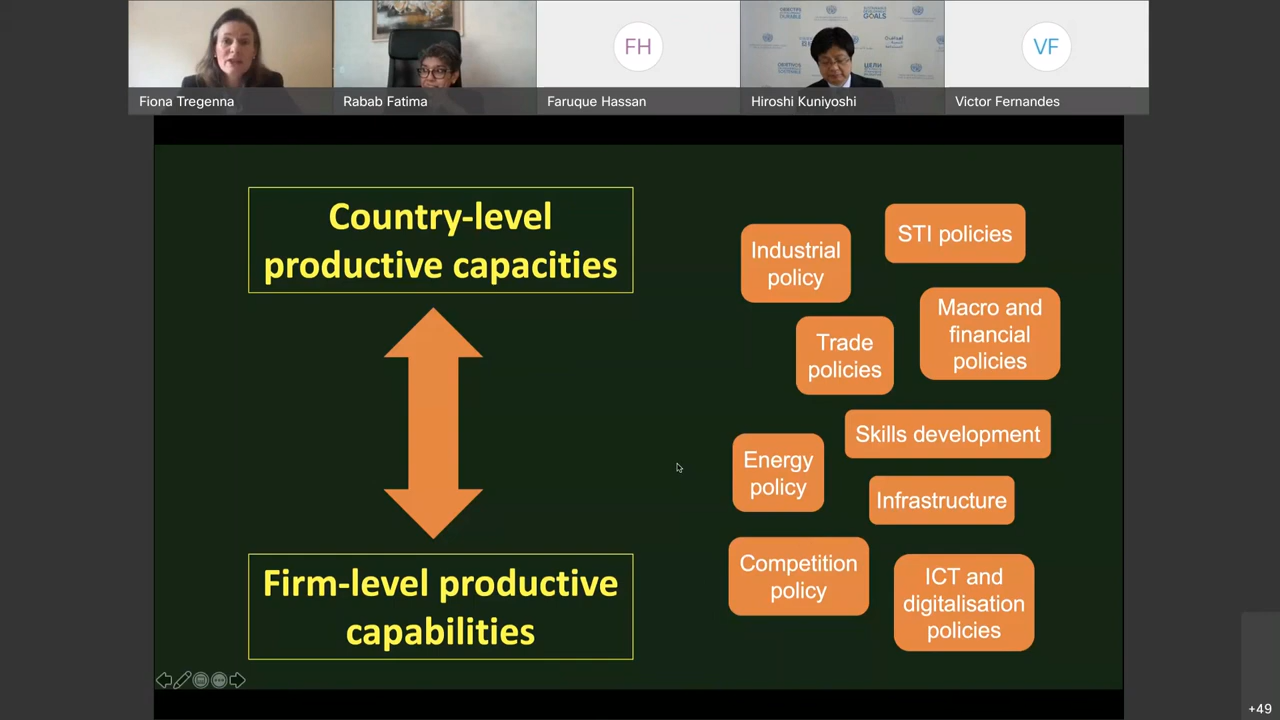 Fiona Tregenna
Rabab Fatima
FH
Faruque Hassan
GOALS
Hiroshi Kuniyoshi
VF
Victor Fernandes
Country-level
productive capacities
Firm-level productive
capabilities
Industrial
policy
STI policies
Trade
policies
Macro and
financial
policies
Skills development
Energy
policy
Infrastructure
Competition
policy
ICT and
digitalisation
policies
+49